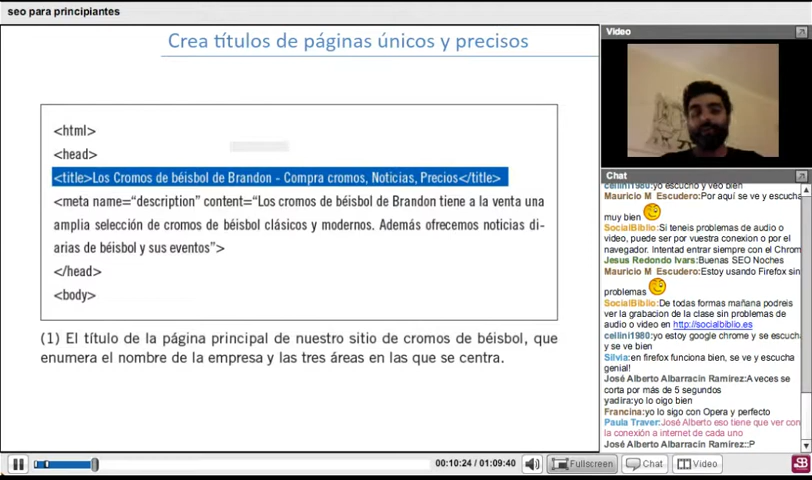 seo para principiantes
Crea títulos de páginas únicos y precisos
<html>
<head>
<title>Los Cromos de béisbol de Brandon - Compra cromos, Noticias, Precios</title>
<meta name="description" content="Los cromos de béisbol de Brandon tiene a la venta una
amplia selección de cromos de béisbol clásicos y modernos. Además ofrecemos noticias di-
arias de béisbol y sus eventos">
</head>
<body>
(1) El título de la página principal de nuestro sitio de cromos de béisbol, que
enumera el nombre de la empresa y las tres áreas en las que se centra.
Video
Chat
cellini1980:yo escucho y veo bien
Mauricio M Escudero:Por aquí se ve y escucha
muy bien
SocialBiblio:Si teneis problemas de audio o
video, puede ser por vuestra conexion o por el
navegador. Intentad entrar siempre con el Chrom
Jesus Redondo Ivars:Buenas SEO Noches
Mauricio M Escudero:Estoy usando Firefox sin
problemas
SocialBiblio:De todas formas mañana podreis
ver la grabacion de la clase sin problemas de
audio o video en http://socialbiblio.es
cellini1980:yo estoy google chrome y se escucha
y se ve bien
Silvia:en firefox funciona bien, se ve y escucha
genial!
José Alberto Albarracin Ramirez:A veces se
corta por más de 5 segundos
yadira:yo lo oigo bien
Francina:yo lo sigo con Opera y perfecto
Paula Traver:José Alberto eso tiene que ver con
la conexión a internet de cada uno
José Alberto Albarracin Ramirez::P
00:10:24 / 01:09:40
Fullscreen
Chat
Video
SB